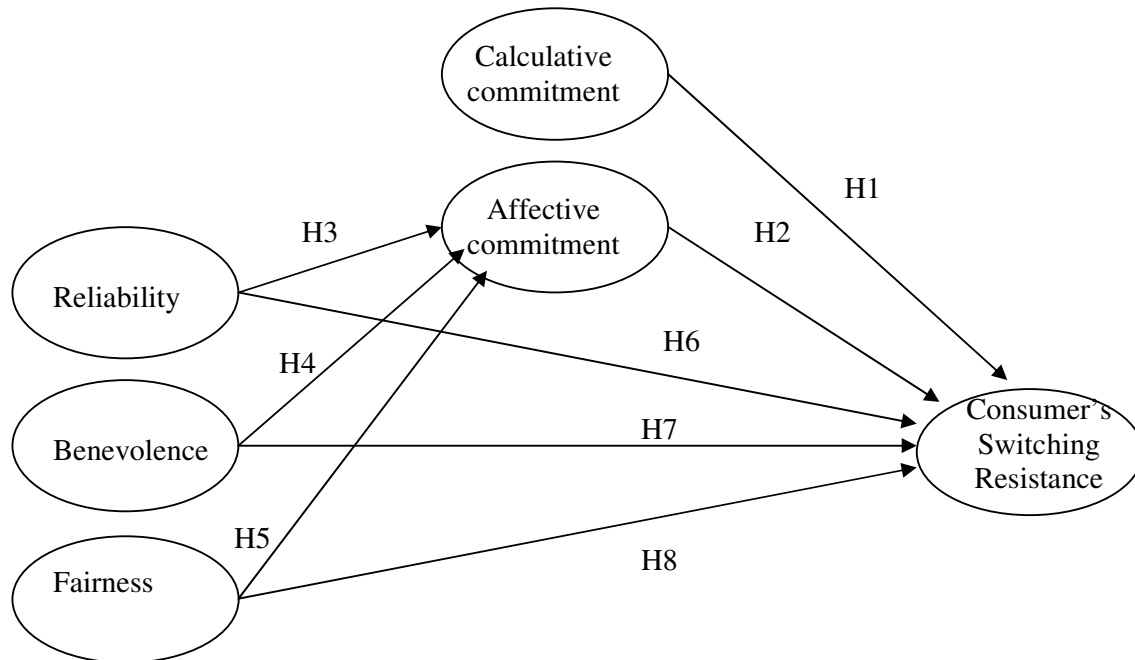 Calculative
commitment
H1
Affective
commitment
H2
H3
Reliability
H6
H4
Consumer’s
Switching
Resistance
H7
Benevolence
H5
H8
Fairness